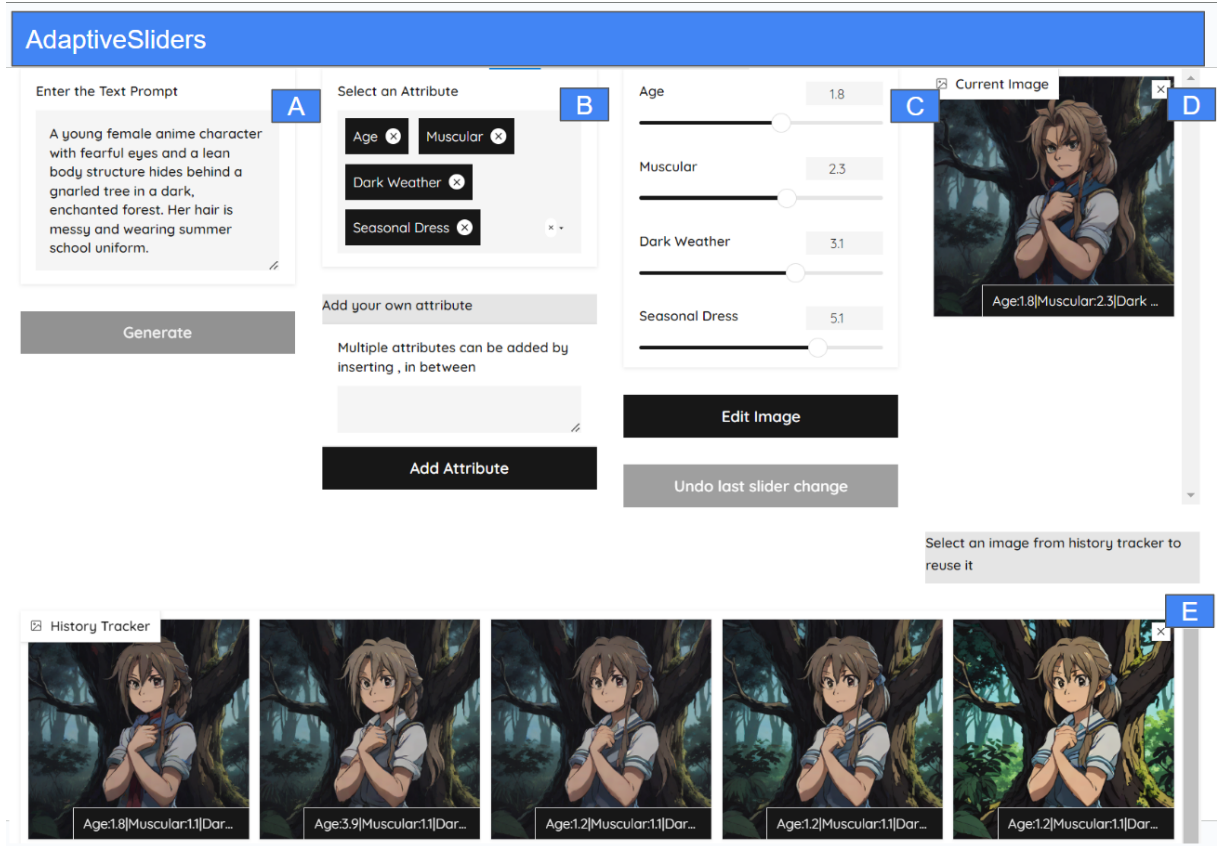 AdaptiveSliders
Enter the Text Prompt
A
A young female anime character
with fearful eyes and a lean
body structure hides behind a
gnarled tree in a dark,
enchanted forest. Her hair is
messy and wearing summer
school uniform.
Generate
Select an Attribute
B
Age
Muscular
Dark Weather
Seasonal Dress
Add your own attribute
Multiple attributes can be added by
inserting , in between
Add Attribute
Age
1.8
C
Muscular
2.3
Dark Weather
3.1
Seasonal Dress
5.1
Edit Image
Undo last slider change
Current Image
D
Age:1.8|Muscular:2.3|Dark ...
Select an image from history tracker to
reuse it
E
History Tracker
Age:1.8|Muscular:1.1|Dar...
Age:3.9|Muscular:1.1|Dar...
Age:1.2|Muscular:1.1|Dar...
Age:1.2|Muscular:1.1|Dar...
Age:1.2|Muscular:1.1|Dar...